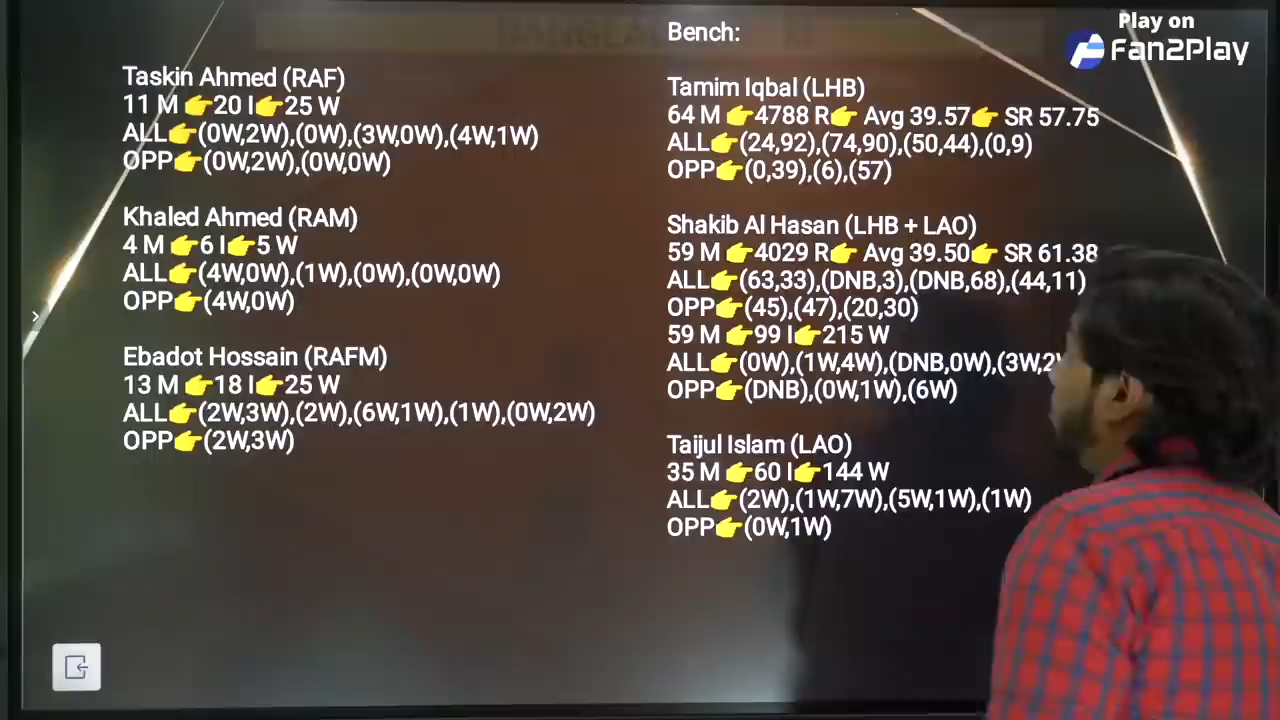 Play on
Fan2Play
Taskin Ahmed (RAF)
11 M 👉20 I👉25 W
ALL👉(0W,2W),(0W),(3W,0W),(4W,1W)
OPP👉(0W,2W),(0W,0W)
Khaled Ahmed (RAM)
4 M 👉6 I👉5 W
ALL👉(4W,0W),(1W),(0W),(0W,0W)
OPP👉(4W,0W)
Ebadot Hossain (RAFM)
13 M 👉18 I👉25 W
ALL👉(2W,3W),(2W),(6W,1W),(1W),(0W,2W)
OPP👉(2W,3W)
Bench:
Tamim Iqbal (LHB)
64 M 👉4788 R👉 Avg 39.57👉 SR 57.75
ALL👉(24,92),(74,90),(50,44),(0,9)
OPP👉(0,39),(6),(57)
Shakib Al Hasan (LHB + LAO)
59 M 👉4029 R👉 Avg 39.50👉 SR 61.38
ALL👉(63,33),(DNB,3),(DNB,68),(44,11)
OPP👉(45),(47),(20,30)
59 M 👉99 I👉215 W
ALL👉(0W),(1W,4W),(DNB,0W),(3W,2
OPP👉(DNB),(0W,1W),(6W)
Taijul Islam (LAO)
35 M 👉60 I👉144 W
ALL👉(2W),(1W,7W),(5W,1W),(1W)
OPP👉(0W,1W)